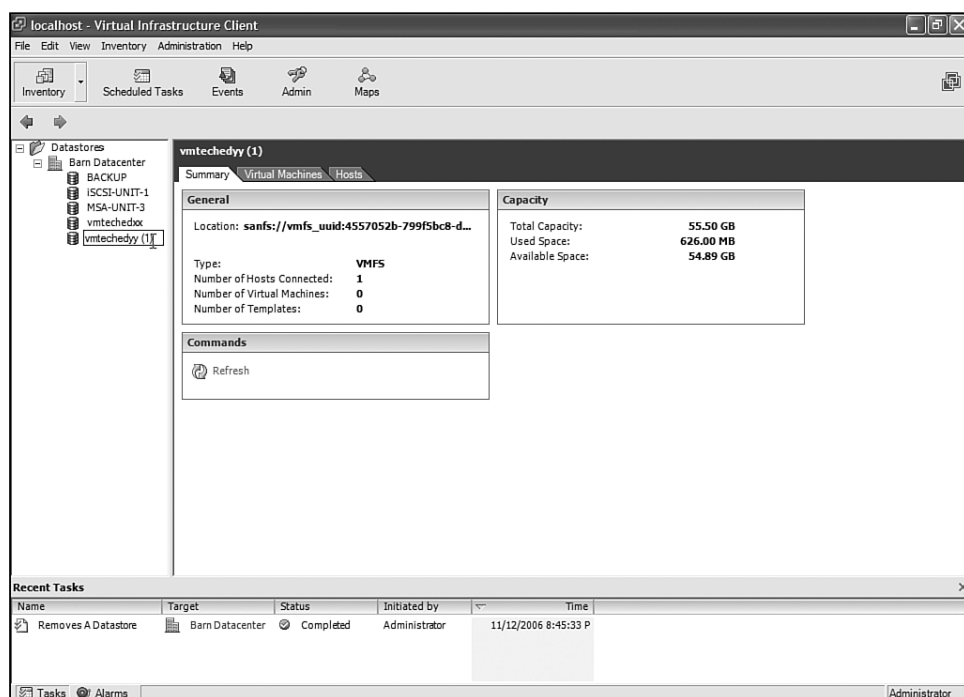 localhost - Virtual Infrastructure Client
File Edit View Inventory Administration Help
Inventory Scheduled Tasks Events Admin Maps
Datastores
Barn Datacenter
BACKUP
iSCSI-UNIT-1
MSA-UNIT-3
vmtechedxx
vmtechedyy (1)
vmtechedyy (1)
Summary Virtual Machines Hosts
General
Location: sanfs://vmfs_uuid:4557052b-799f5bc8-d...
Type: VMFS
Number of Hosts Connected: 1
Number of Virtual Machines: 0
Number of Templates: 0
Capacity
Total Capacity: 55.50 GB
Used Space: 626.00 MB
Available Space: 54.89 GB
Commands
Refresh
Recent Tasks
Name Target Status Initiated by Time
Removes A Datastore Barn Datacenter Completed Administrator 11/12/2006 8:45:33 P
Tasks Alarms Administrator